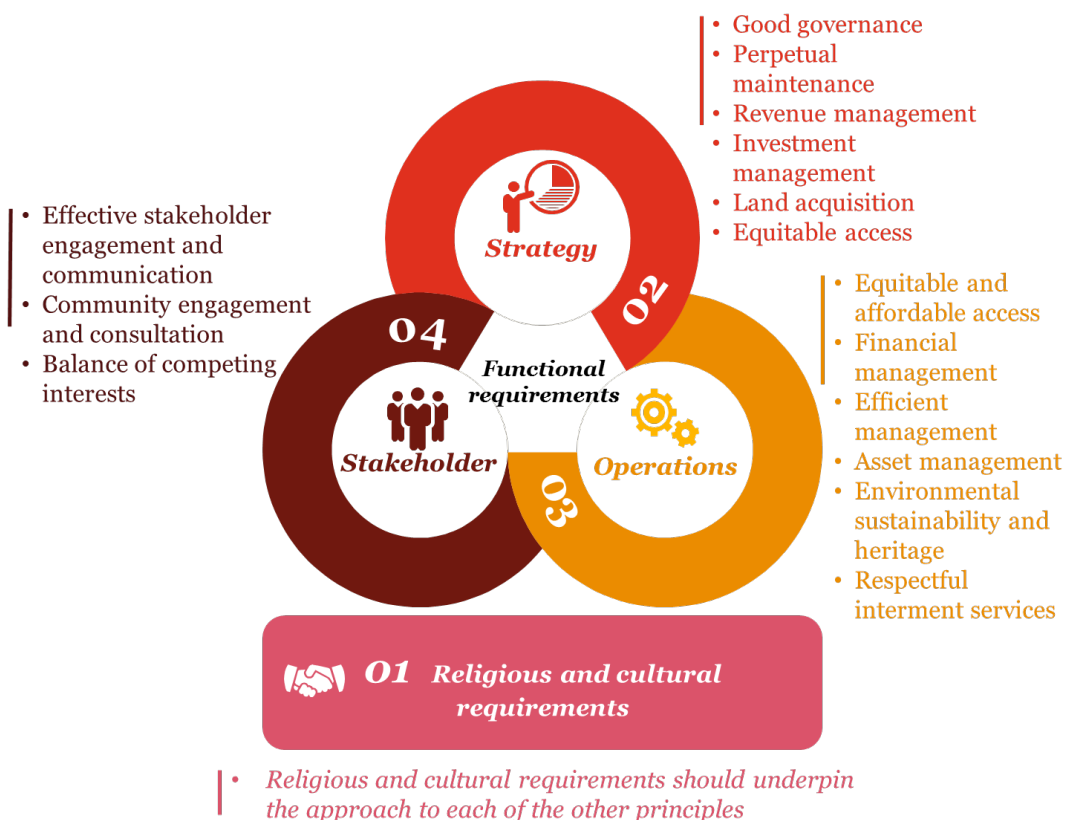 • Good governance
• Perpetual
maintenance
• Revenue management
• Investment
management
• Land acquisition
• Equitable access
Strategy
02
• Effective stakeholder
engagement and
communication
• Community engagement
and consultation
• Balance of competing
interests
04
Stakeholder
Functional
requirements
• Equitable and
affordable access
• Financial
management
• Efficient
management
• Asset management
• Environmental
sustainability and
heritage
• Respectful
interment services
Operations
03
01 Religious and cultural
requirements
• Religious and cultural requirements should underpin
the approach to each of the other principles